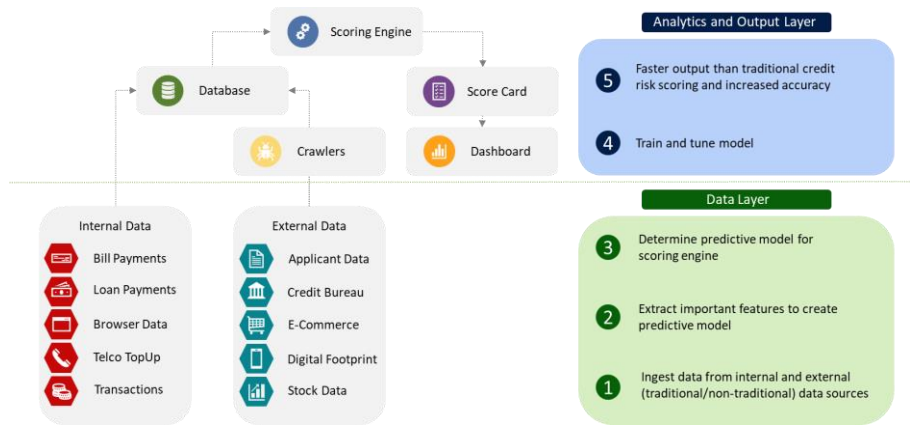 Scoring Engine
Database
Score Card
Crawlers
Dashboard
Internal Data
Bill Payments
Loan Payments
Browser Data
Telco TopUp
Transactions
External Data
Applicant Data
Credit Bureau
E-Commerce
Digital Footprint
Stock Data
Analytics and Output Layer
5
Faster output than traditional credit
risk scoring and increased accuracy
4
Train and tune model
Data Layer
3
Determine predictive model for
scoring engine
2
Extract important features to create
predictive model
1
Ingest data from internal and external
(traditional/non-traditional) data sources